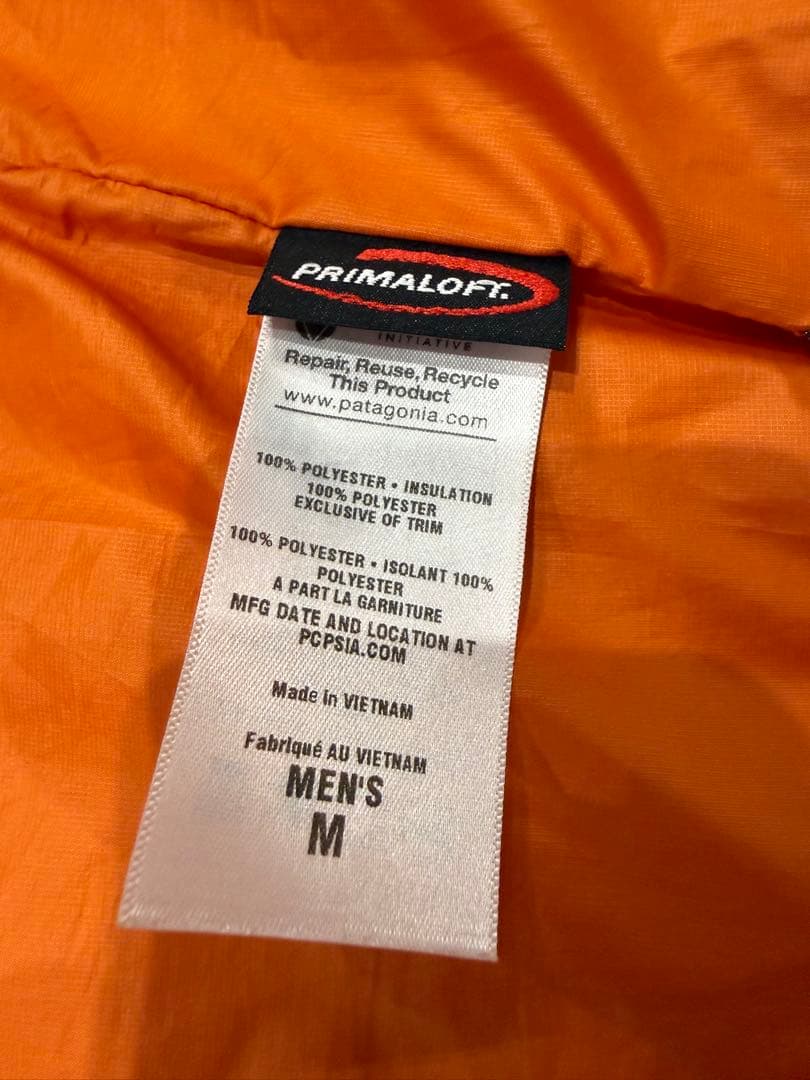 PRIMALOFT.
INITIATIVE
Repair, Reuse, Recycle
This Product
www.patagonia.com
100% POLYESTER • INSULATION
100% POLYESTER
EXCLUSIVE OF TRIM
100% POLYESTER • ISOLANT 100%
POLYESTER
A PART LA GARNITURE
MFG DATE AND LOCATION AT
PCPSIA.COM
Made in VIETNAM
Fabriqué AU VIETNAM
MEN'S
M